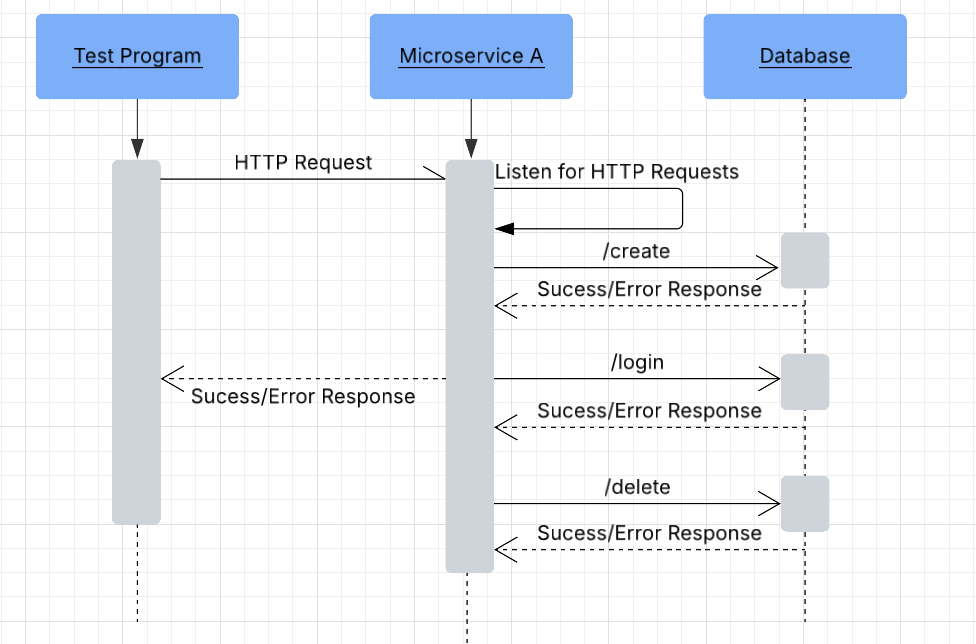 Test Program
Microservice A
Database
HTTP Request
Listen for HTTP Requests
/create
Sucess/Error Response
/login
Sucess/Error Response
Sucess/Error Response
/delete
Sucess/Error Response